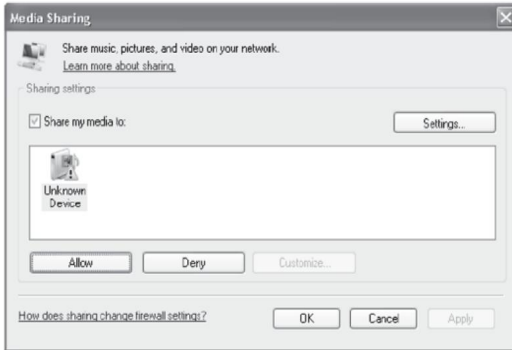 Media Sharing
Share music, pictures, and video on your network.
Learn more about sharing.
Sharing settings
Share my media to:
Settings...
Unknown
Device
Allow
Deny
Customize...
How does sharing change firewall settings?
OK
Cancel
Apply